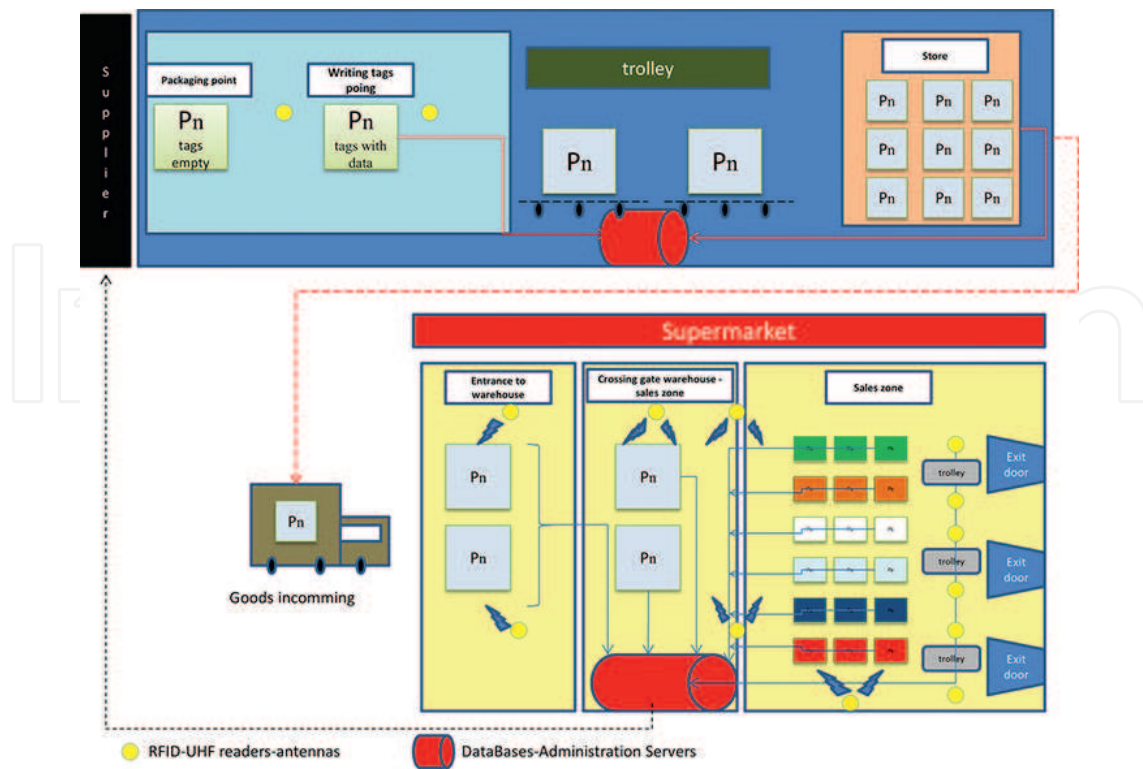 Supplier
Packaging point
Writing tags
poing
trolley
Store
Pn
tags
empty
Pn
tags with
data
Pn
Pn
Pn
Pn
Pn
Pn
Pn
Pn
Pn
Pn
Pn
Supermarket
Entrance to
warehouse
Crossing gate warehouse -
sales zone
Sales zone
Pn
Pn
Pn
Pn
Pn
Goods incomming
trolley
trolley
trolley
Exit
door
Exit
door
Exit
door
RFID-UHF readers-antennas
DataBases-Administration Servers